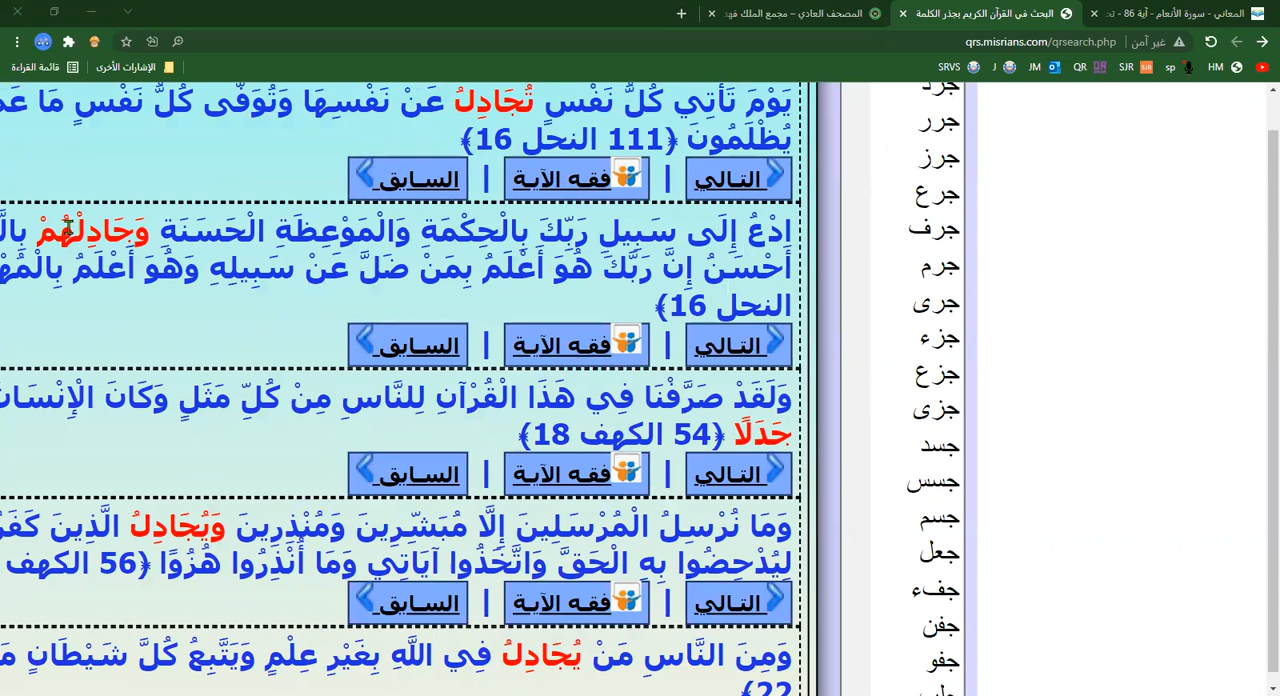 المعاني - سورة الأنعام - آية 86 - تح
البحث في القرآن الكريم بجذر الكلمة
المصحف العادي – مجمع الملك فهد
غير آمن
qrs.misrians.com/qrsearch.php
HM
sp
SJR
QR
JM
J
SRVS
الإشارات الأخرى
قائمة القراءة
جرد
جرر
جرز
جرع
جرف
جرم
جرى
جزء
جزع
جزى
جسد
جسس
جسم
جعل
جفء
جفن
جفو
يَوْمَ تَأْتِي كُلُّ نَفْسٍ تُجَادِلُ عَنْ نَفْسِهَا وَتُوَفَّى كُلُّ نَفْسٍ مَا
يُظْلَمُونَ ﴿111 النحل 16﴾
التالي | فقه الآية | السابق
ادْعُ إِلَى سَبِيلِ رَبِّكَ بِالْحِكْمَةِ وَالْمَوْعِظَةِ الْحَسَنَةِ وَجَادِلْهُمْ
أَحْسَنُ إِنَّ رَبَّكَ هُوَ أَعْلَمُ بِمَنْ ضَلَّ عَنْ سَبِيلِهِ وَهُوَ أَعْلَمُ
النحل 16﴾
التالي | فقه الآية | السابق
وَلَقَدْ صَرَّفْنَا فِي هَذَا الْقُرْآنِ لِلنَّاسِ مِنْ كُلِّ مَثَلٍ وَكَانَ الْإِنْسَانُ
جَدَلًا ﴿54 الكهف 18﴾
التالي | فقه الآية | السابق
وَمَا نُرْسِلُ الْمُرْسَلِينَ إِلَّا مُبَشِّرِينَ وَمُنْذِرِينَ وَيُجَادِلُ الَّذِينَ
لِيُدْحِضُوا بِهِ الْحَقَّ وَاتَّخَذُوا آيَاتِي وَمَا أُنْذِرُوا هُزُوًا ﴿56 الكهف
التالي | فقه الآية | السابق
وَمِنَ النَّاسِ مَنْ يُجَادِلُ فِي اللَّهِ بِغَيْرِ عِلْمٍ وَيَتَّبِعُ كُلَّ شَيْطَانٍ
22﴾